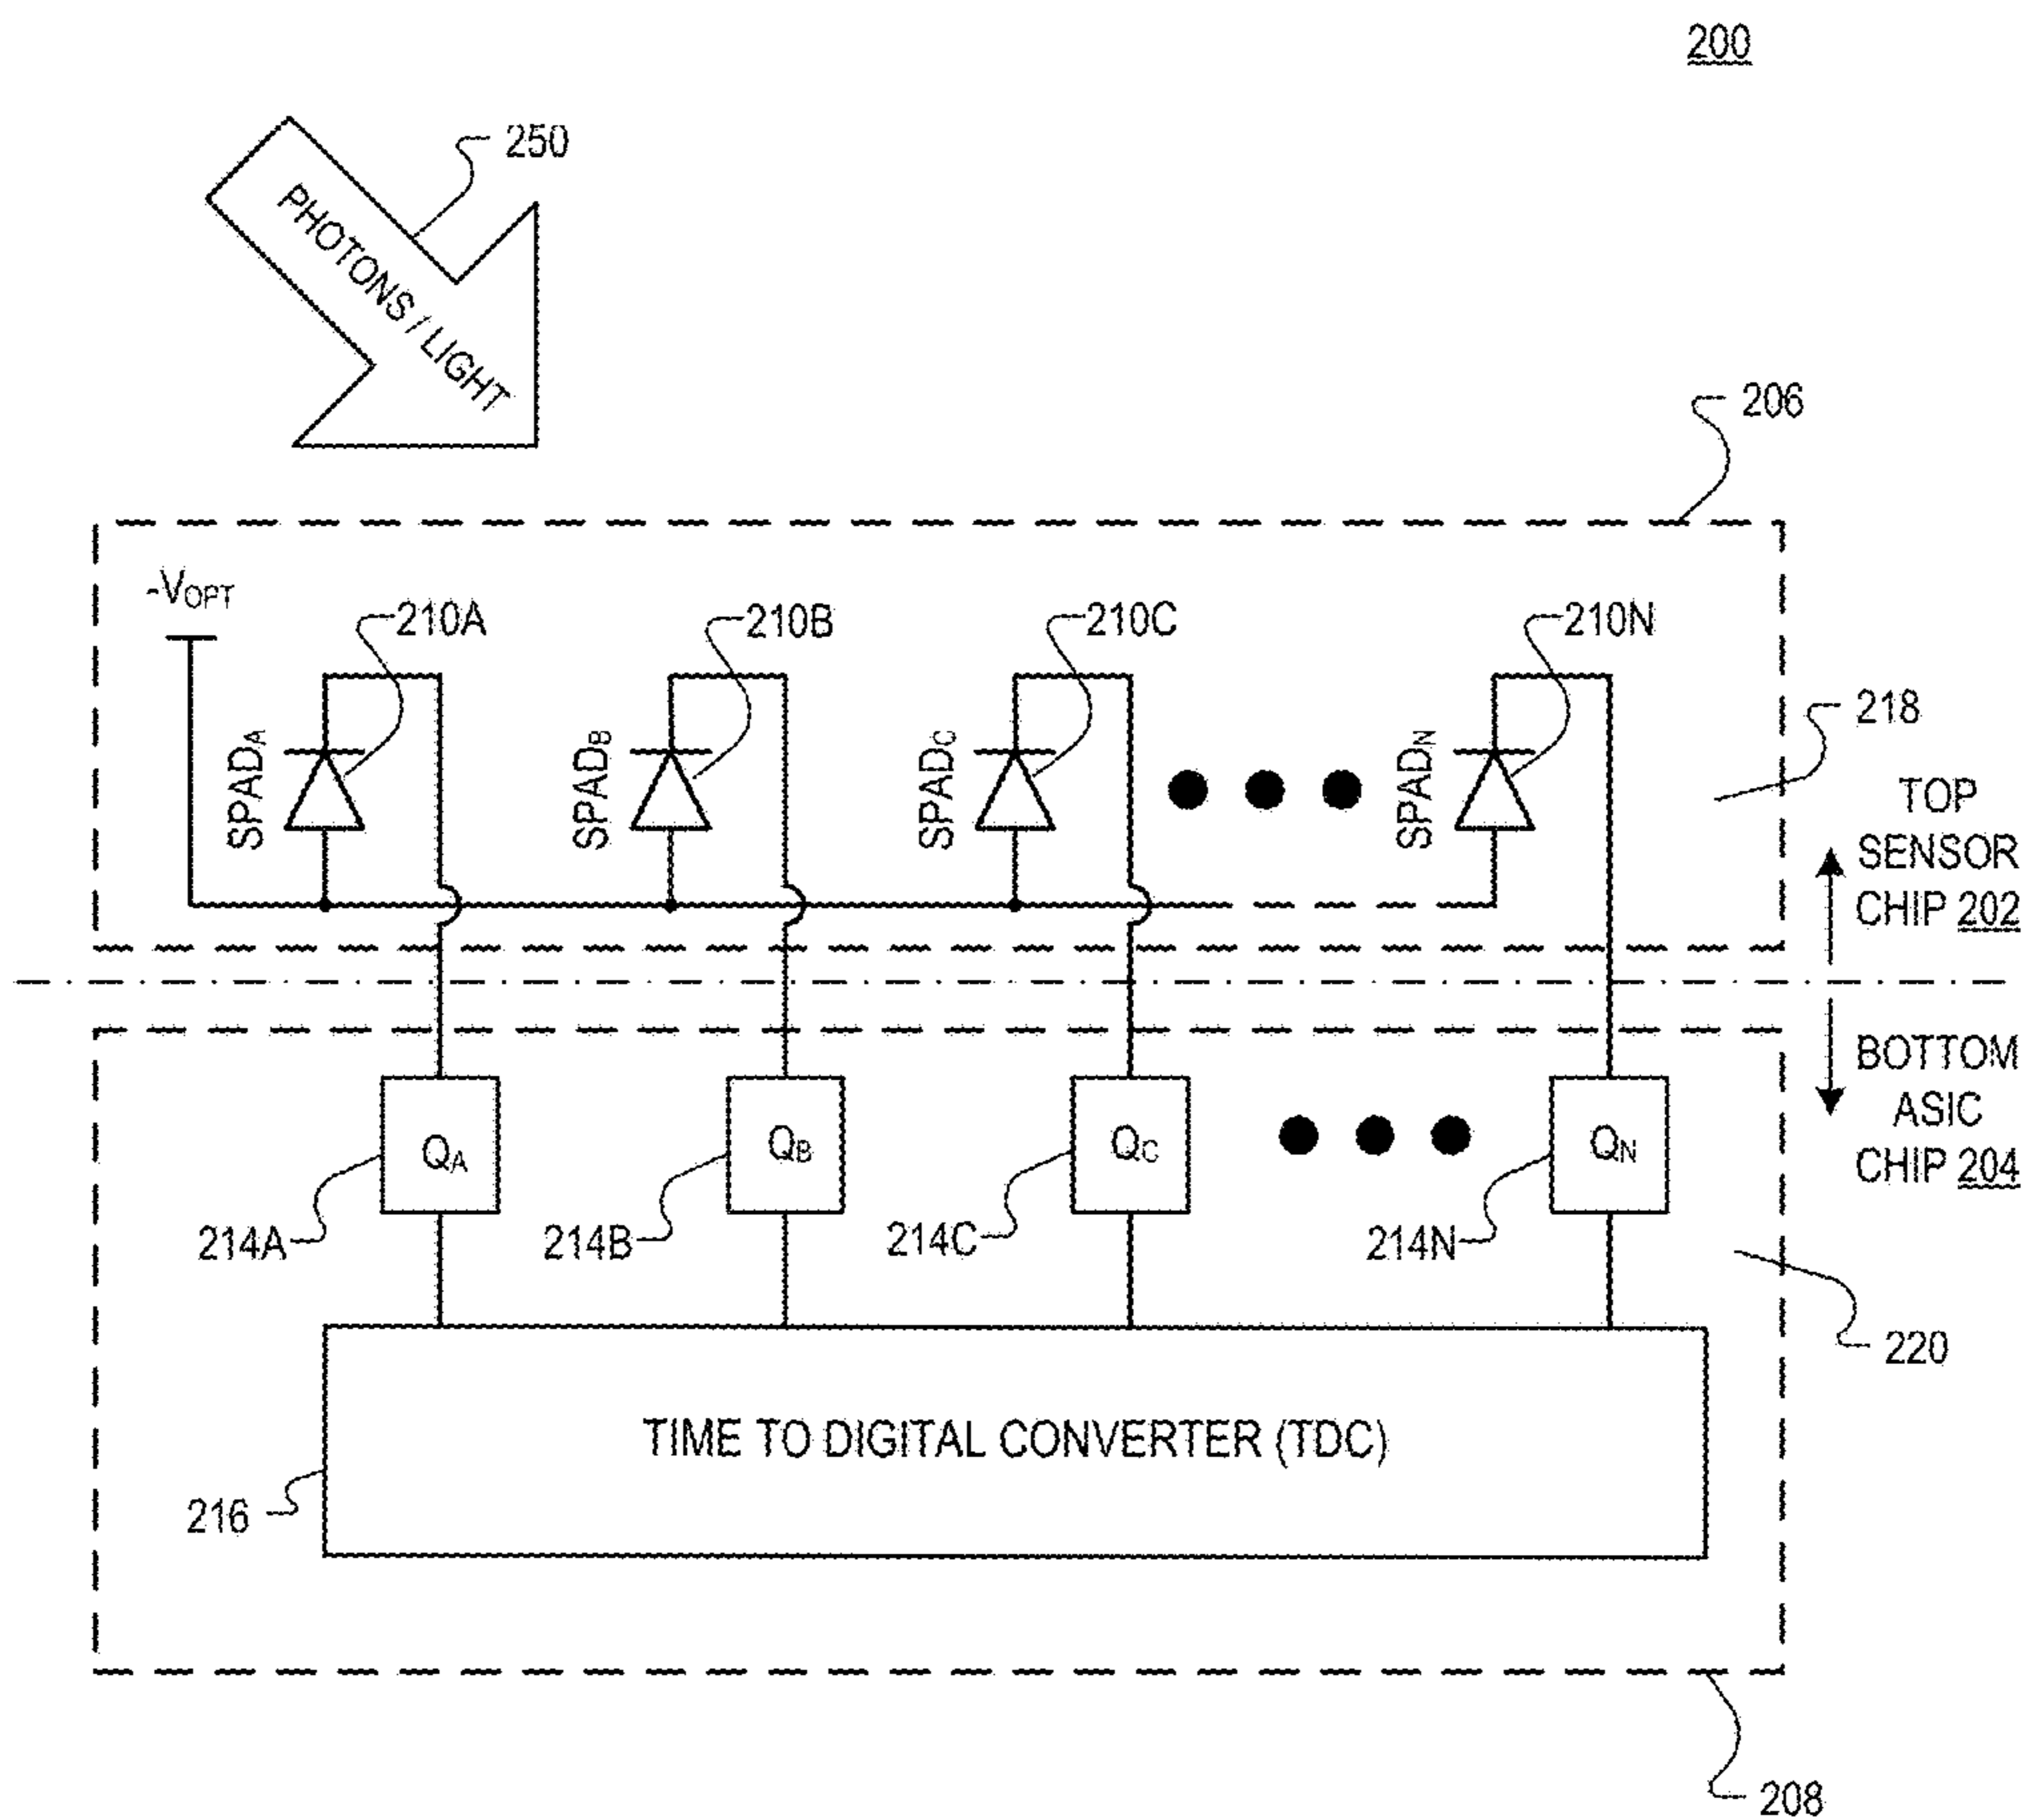 200
250
PHOTONS / LIGHT
206
-VOPT
210A
210B
210C
210N
218
SPADA
SPADB
SPADC
SPADN
TOP
SENSOR
CHIP 202
BOTTOM
ASIC
CHIP 204
QA
QB
QC
QN
214A
214B
214C
214N
220
TIME TO DIGITAL CONVERTER (TDC)
216
208